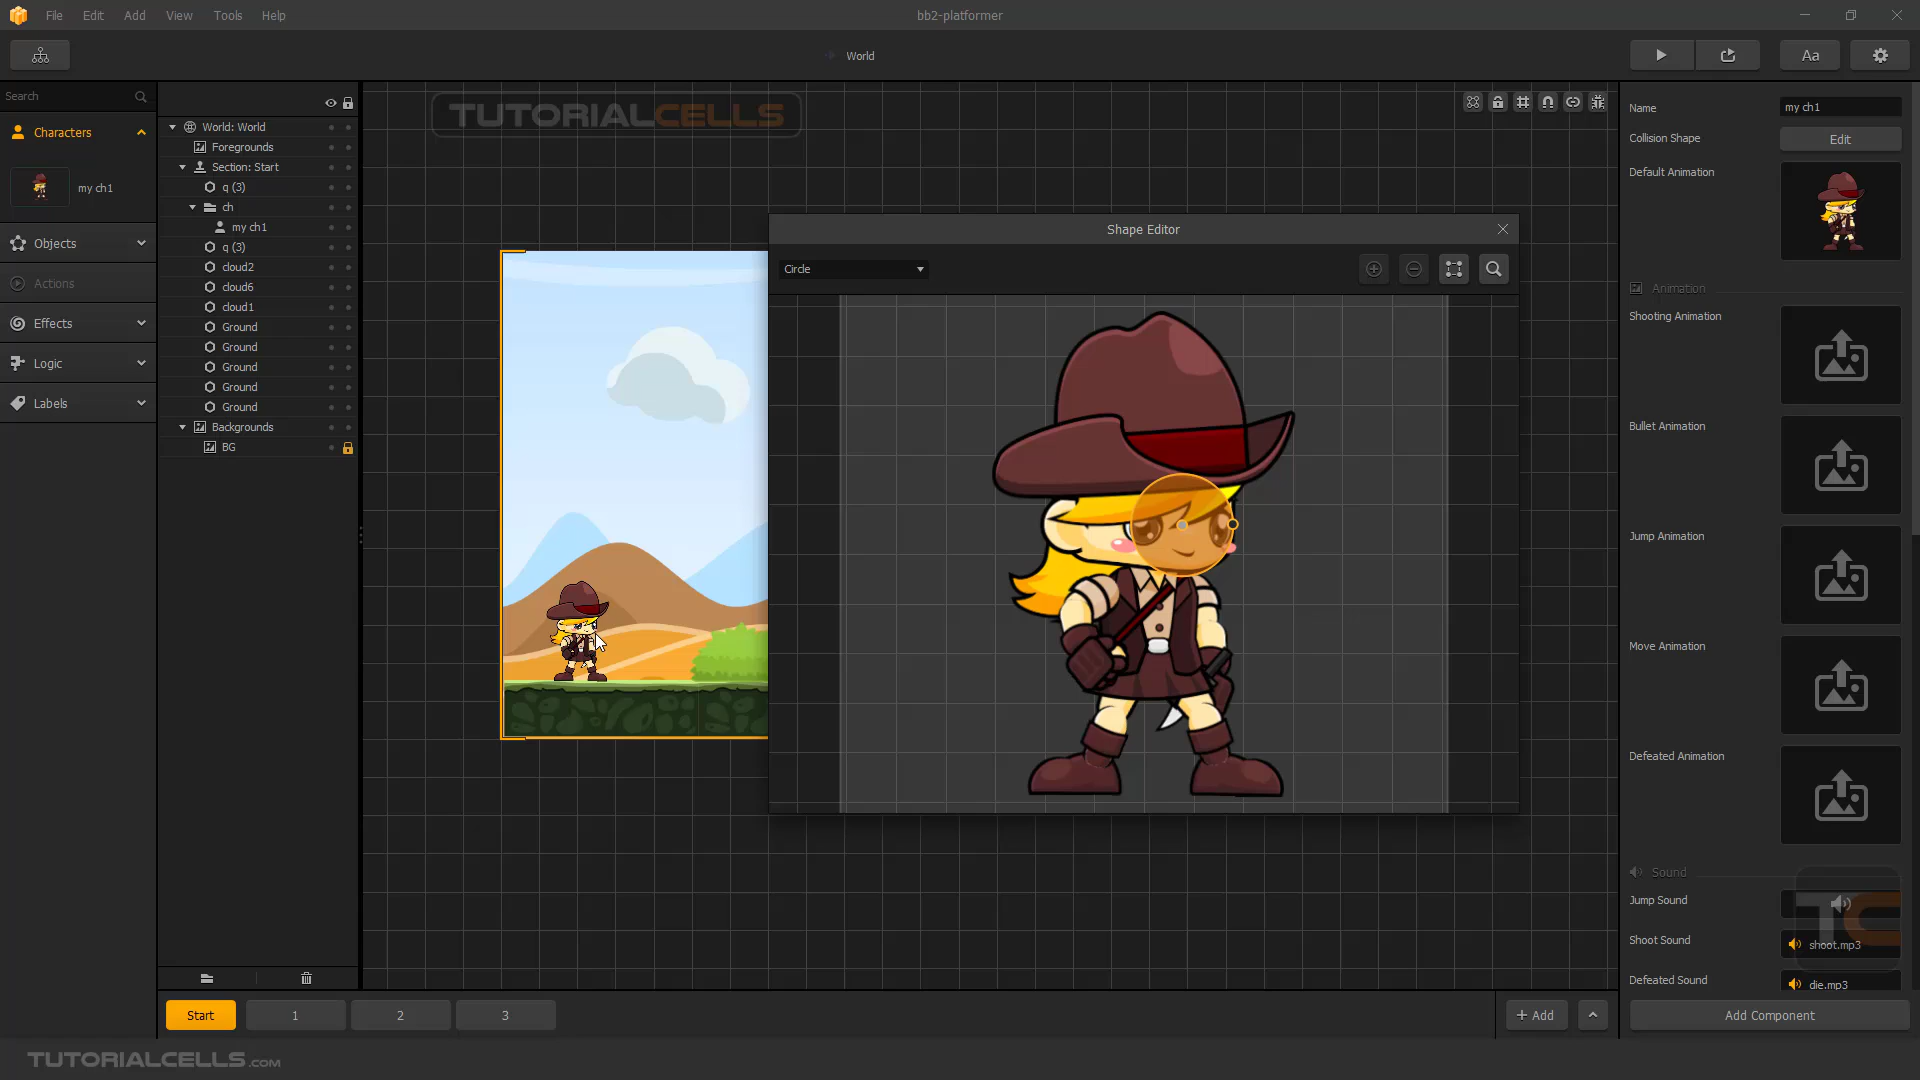 File Edit Add View Tools Help
bb2-platformer
World
Aa
TUTORIALCELLS
Search
Characters
my ch1
Objects
Actions
Effects
Logic
Labels
World: World
Foregrounds
Section: Start
q (3)
ch
my ch1
q (3)
cloud2
cloud6
cloud1
Ground
Ground
Ground
Ground
Ground
Backgrounds
BG
Shape Editor
Circle
Name my ch1
Collision Shape Edit
Default Animation
Animation
Shooting Animation
Bullet Animation
Jump Animation
Move Animation
Defeated Animation
Sound
Jump Sound
Shoot Sound shoot.mp3
Defeated Sound die.mp3
TC
Start 1 2 3
+ Add
Add Component
TUTORIALCELLS.COM